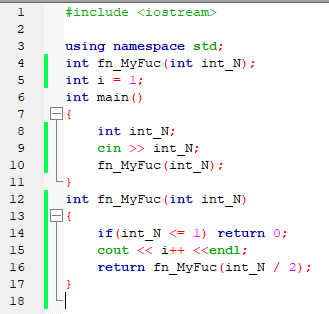 1 #include <iostream>
2
3 using namespace std;
4 int fn_MyFuc(int int_N);
5 int i = 1;
6 int main()
7 {
8 int int_N;
9 cin >> int_N;
10 fn_MyFuc(int_N);
11 }
12 int fn_MyFuc(int int_N)
13 {
14 if(int_N <= 1) return 0;
15 cout << i++ <<endl;
16 return fn_MyFuc(int_N / 2);
17 }
18